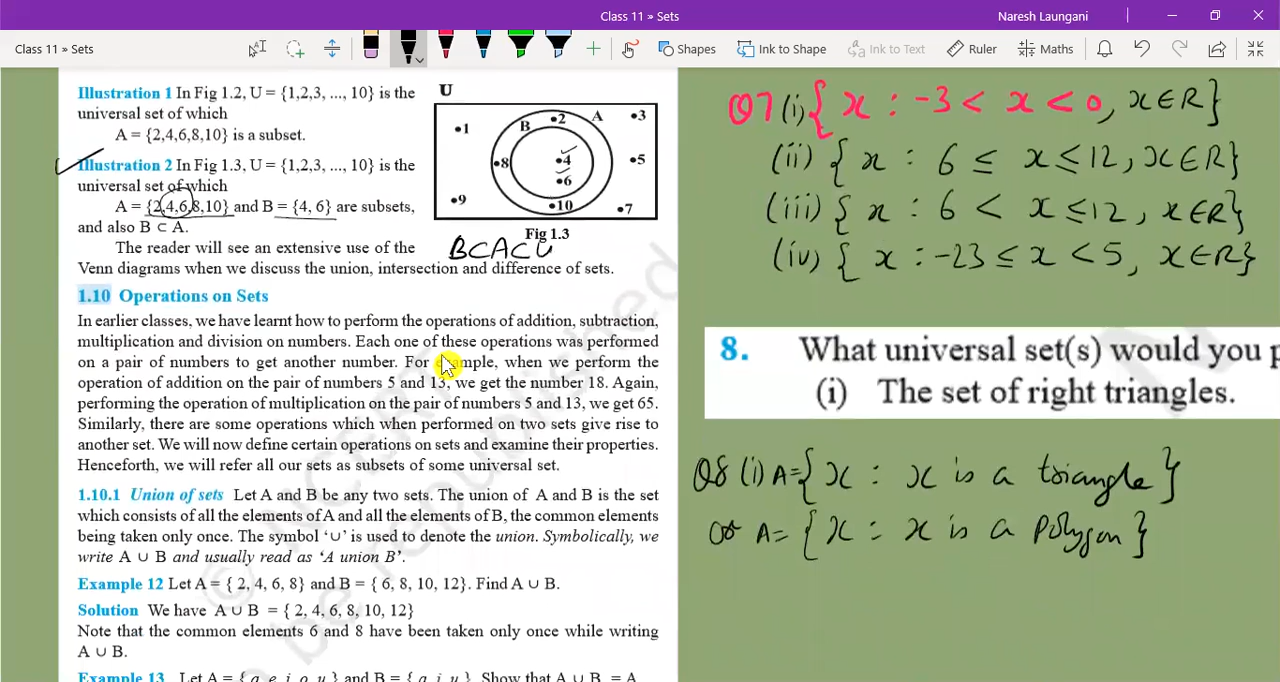 Class 11 » Sets
Naresh Laungani
Class 11 » Sets
Shapes
Ink to Shape
Ink to Text
Ruler
Maths
Illustration 1 In Fig 1.2, U = {1,2,3, ..., 10} is the
universal set of which
A = {2,4,6,8,10} is a subset.
Illustration 2 In Fig 1.3, U = {1,2,3, ..., 10} is the
universal set of which
A = {2,4,6,8,10} and B = {4, 6} are subsets,
and also B ⊂ A.
The reader will see an extensive use of the
Venn diagrams when we discuss the union, intersection and difference of sets.
U
•1
B
•2
A
•3
•8
•4
•5
•6
•9
•10
•7
Fig 1.3
B⊂A⊂U
1.10 Operations on Sets
In earlier classes, we have learnt how to perform the operations of addition, subtraction,
multiplication and division on numbers. Each one of these operations was performed
on a pair of numbers to get another number. For example, when we perform the
operation of addition on the pair of numbers 5 and 13, we get the number 18. Again,
performing the operation of multiplication on the pair of numbers 5 and 13, we get 65.
Similarly, there are some operations which when performed on two sets give rise to
another set. We will now define certain operations on sets and examine their properties.
Henceforth, we will refer all our sets as subsets of some universal set.
1.10.1 Union of sets Let A and B be any two sets. The union of A and B is the set
which consists of all the elements of A and all the elements of B, the common elements
being taken only once. The symbol ‘∪’ is used to denote the union. Symbolically, we
write A ∪ B and usually read as ‘A union B’.
Example 12 Let A = { 2, 4, 6, 8} and B = { 6, 8, 10, 12}. Find A ∪ B.
Solution We have A ∪ B = { 2, 4, 6, 8, 10, 12}
Note that the common elements 6 and 8 have been taken only once while writing
A ∪ B.
Example 13 Let A = { a, e, i, o, u } and B = { a, i, u }. Show that A ∪ B = A
Q7 (i) { x : -3 < x < 0, x ∈ R }
(ii) { x : 6 ≤ x ≤ 12, x ∈ R }
(iii) { x : 6 < x ≤ 12, x ∈ R }
(iv) { x : -23 ≤ x < 5, x ∈ R }
8. What universal set(s) would you p
(i) The set of right triangles.
Q8 (i) A = { x : x is a triangle }
or A = { x : x is a Polygon }